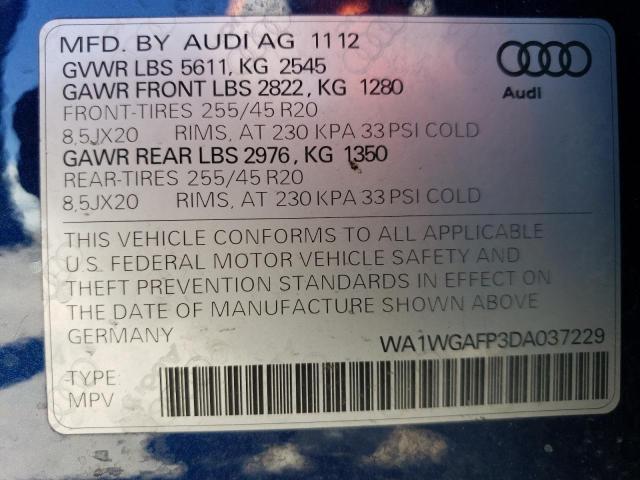 MFD. BY AUDI AG 11 12
GVWR LBS 5611, KG 2545
GAWR FRONT LBS 2822, KG 1280
FRONT-TIRES 255/45 R20
8,5JX20 RIMS, AT 230 KPA 33 PSI COLD
GAWR REAR LBS 2976, KG 1350
REAR-TIRES 255/45 R20
8,5JX20 RIMS, AT 230 KPA 33 PSI COLD
Audi
THIS VEHICLE CONFORMS TO ALL APPLICABLE
U.S. FEDERAL MOTOR VEHICLE SAFETY AND
THEFT PREVENTION STANDARDS IN EFFECT ON
THE DATE OF MANUFACTURE SHOWN ABOVE
GERMANY
WA1WGAFP3DA037229
TYPE:
MPV